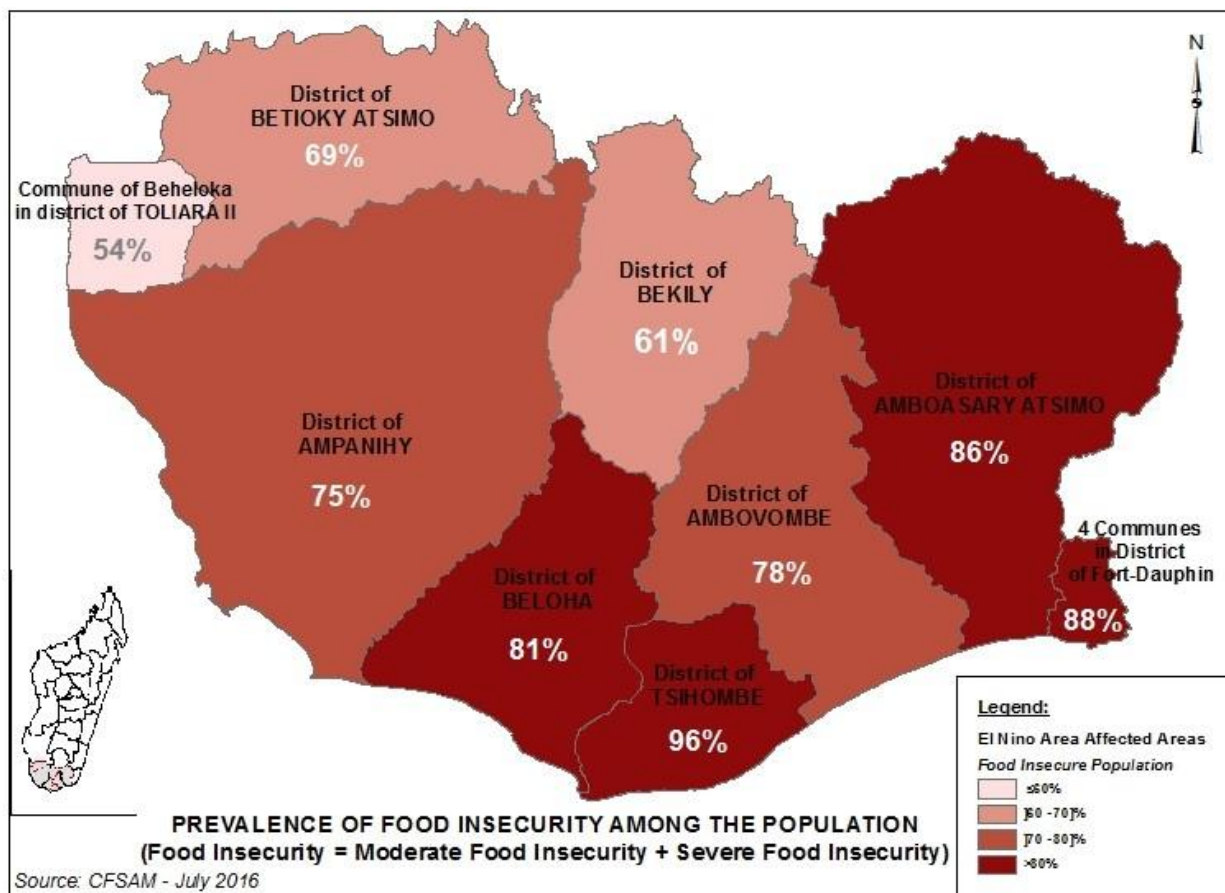 N
District of
BETIOKY ATSIMO
69%
Commune of Beheloka
in district of TOLIARA II
54%
District of
BEKILY
61%
District of
AMPANIHY
75%
District of
AMBOASARY ATSIMO
86%
District of
AMBOVOMBE
78%
4 Communes
in District
of Fort-Dauphin
88%
District of
BELOHA
81%
District of
TSIHOMBE
96%
Legend:
El Nino Area Affected Areas
Food Insecure Population
≤60%
]60 -70]%
]70 -80]%
>80%
PREVALENCE OF FOOD INSECURITY AMONG THE POPULATION
(Food Insecurity = Moderate Food Insecurity + Severe Food Insecurity)
Source: CFSAM - July 2016